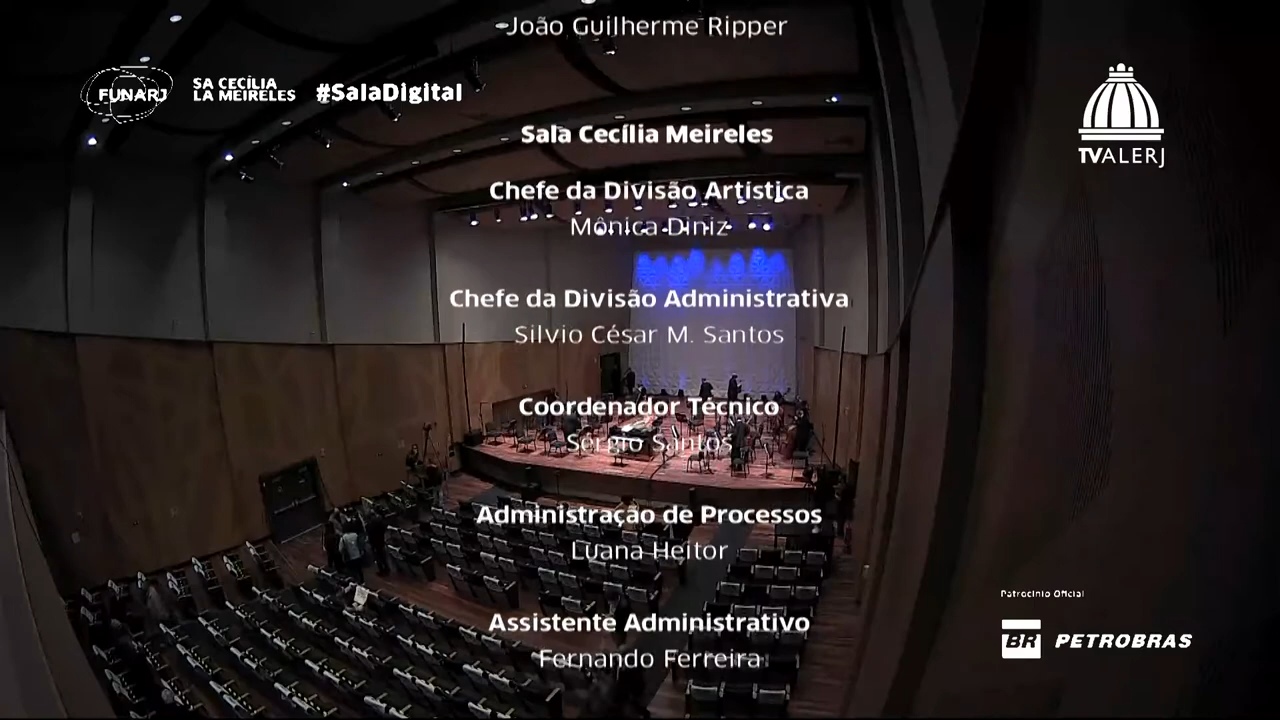 João Guilherme Ripper
FUNARJ
SA CECÍLIA
LA MEIRELES
#SalaDigital
TVALERJ
Sala Cecília Meireles
Chefe da Divisão Artística
Mônica Diniz
Chefe da Divisão Administrativa
Silvio César M. Santos
Coordenador Técnico
Sérgio Santos
Administração de Processos
Luana Heitor
Assistente Administrativo
Fernando Ferreira
Patrocínio Oficial
BR PETROBRAS